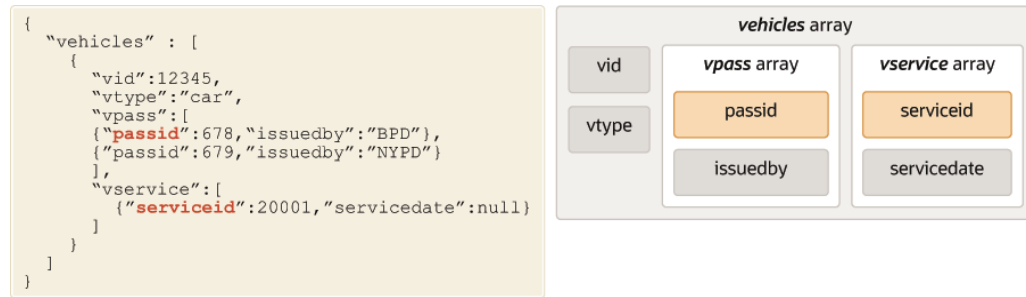 {
“vehicles” : [
{
“vid”:12345,
“vtype”:”car”,
“vpass”:[
{“passid”:678,“issuedby”:”BPD”},
{”passid”:679,”issuedby”:”NYPD”}
],
“vservice”:[
{”serviceid”:20001,”servicedate”:null}
]
}
]
}
vehicles array
vid
vtype
vpass array
passid
issuedby
vservice array
serviceid
servicedate